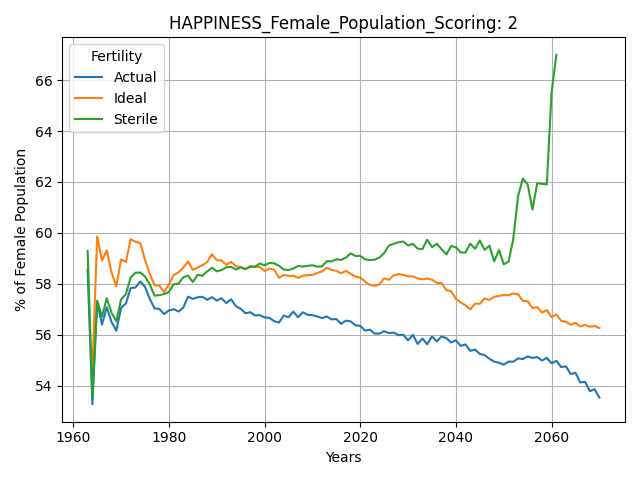 HAPPINESS_Female_Population_Scoring: 2
Fertility
Actual
Ideal
Sterile
% of Female Population
66
64
62
60
58
56
54
1960
1980
2000
2020
2040
2060
Years